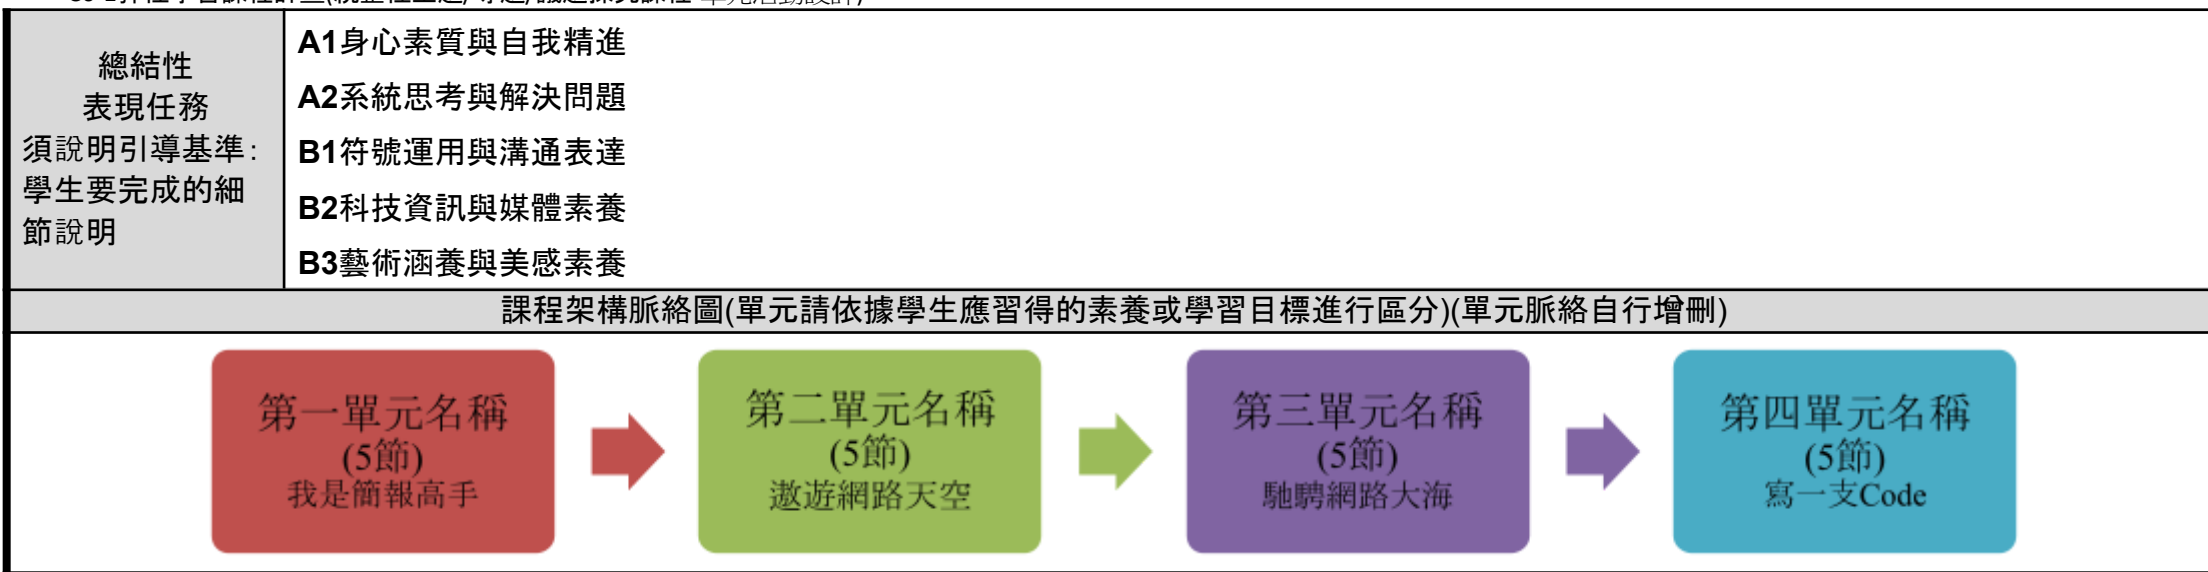 總結性
表現任務
須說明引導基準:
學生要完成的細
節說明
A1身心素質與自我精進
A2系統思考與解決問題
B1符號運用與溝通表達
B2科技資訊與媒體素養
B3藝術涵養與美感素養
課程架構脈絡圖(單元請依據學生應習得的素養或學習目標進行區分)(單元脈絡自行增刪)
第一單元名稱
(5節)
我是簡報高手
第二單元名稱
(5節)
遨遊網路天空
第三單元名稱
(5節)
馳騁網路大海
第四單元名稱
(5節)
寫一支Code